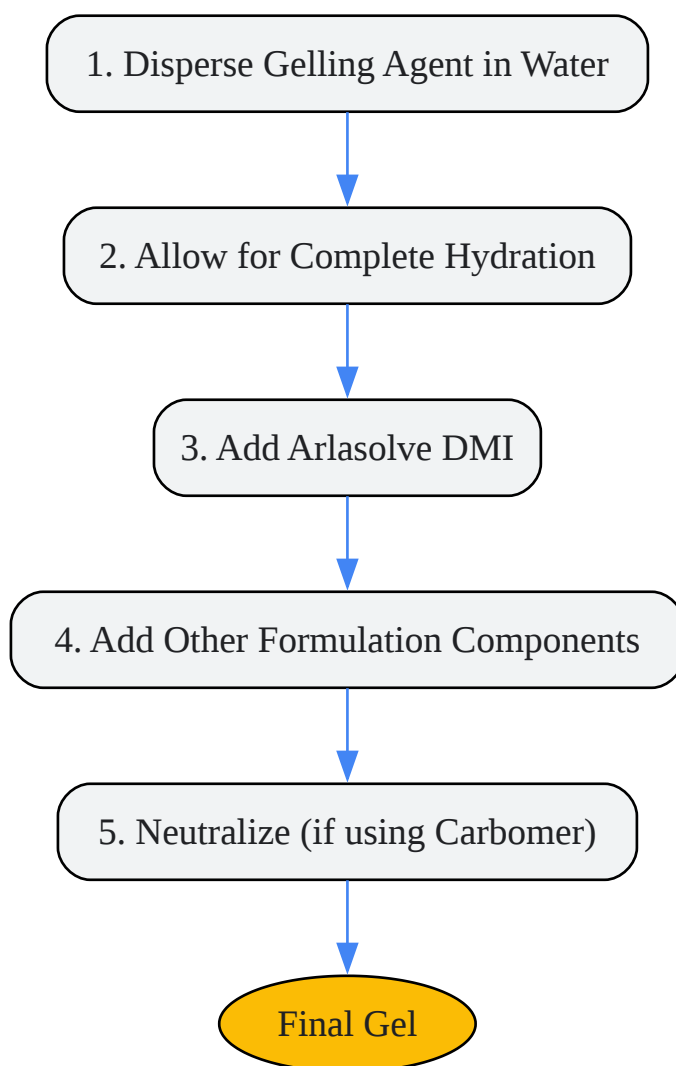 1. Disperse Gelling Agent in Water
2. Allow for Complete Hydration
3. Add Arlasolve DMI
4. Add Other Formulation Components
5. Neutralize (if using Carbomer)
Final Gel